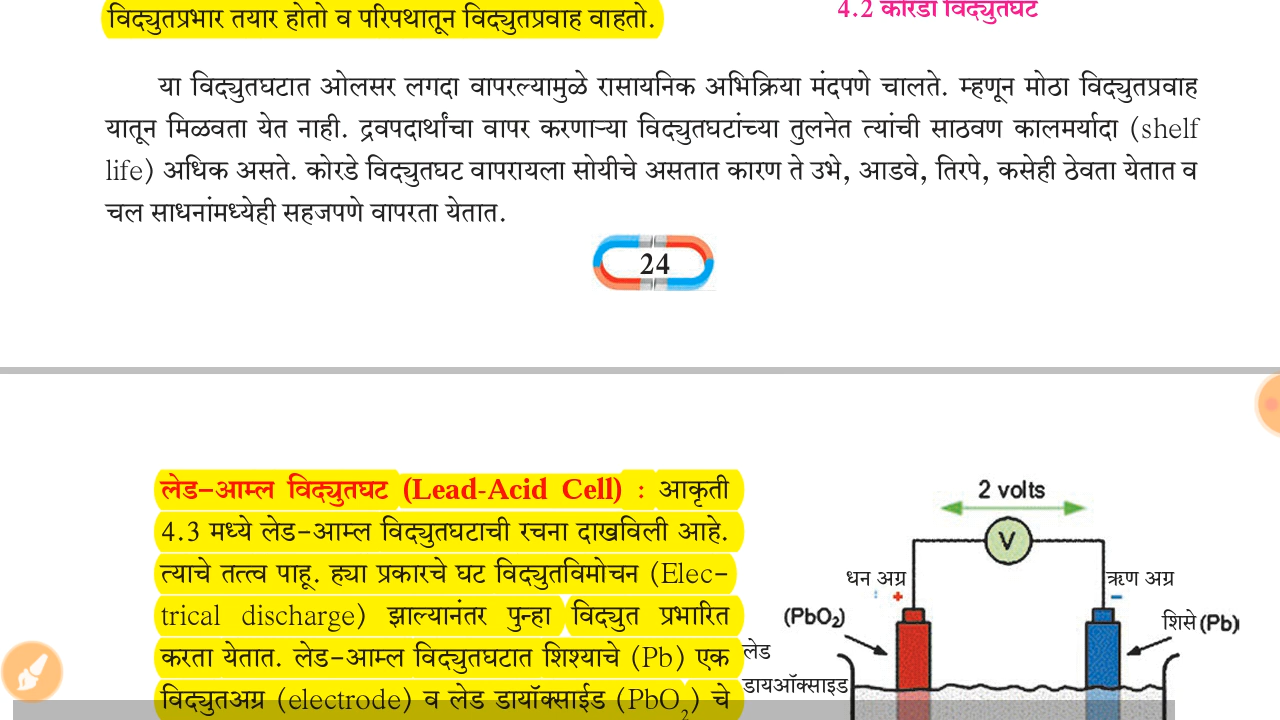 विद्युतप्रभार तयार होतो व परिपथातून विद्युतप्रवाह वाहतो.
4.2 कोरडा विद्युतघट
या विद्युतघटात ओलसर लगदा वापरल्यामुळे रासायनिक अभिक्रिया मंदपणे चालते. म्हणून मोठा विद्युतप्रवाह
यातून मिळवता येत नाही. द्रवपदार्थांचा वापर करणाऱ्या विद्युतघटांच्या तुलनेत त्यांची साठवण कालमर्यादा (shelf
life) अधिक असते. कोरडे विद्युतघट वापरायला सोयीचे असतात कारण ते उभे, आडवे, तिरपे, कसेही ठेवता येतात व
चल साधनांमध्येही सहजपणे वापरता येतात.
24
लेड-आम्ल विद्युतघट (Lead-Acid Cell) : आकृती
4.3 मध्ये लेड-आम्ल विद्युतघटाची रचना दाखविली आहे.
त्याचे तत्त्व पाहू. ह्या प्रकारचे घट विद्युतविमोचन (Elec-
trical discharge) झाल्यानंतर पुन्हा विद्युत प्रभारित
करता येतात. लेड-आम्ल विद्युतघटात शिश्याचे (Pb) एक
विद्युतअग्र (electrode) व लेड डायॉक्साईड (PbO₂) चे
2 volts
V
धन अग्र
+
ऋण अग्र
−
(PbO₂)
शिसे (Pb)
लेड
डायऑक्साइड